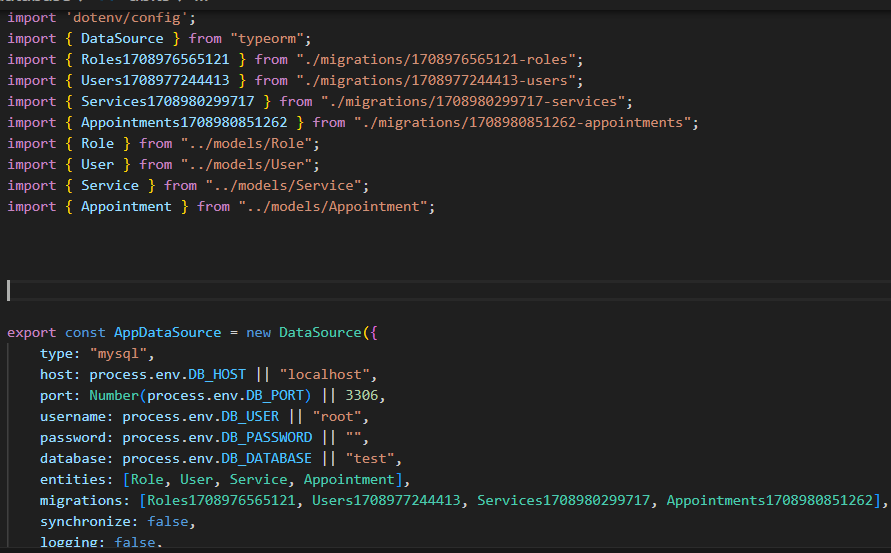 import 'dotenv/config';
import { DataSource } from "typeorm";
import { Roles1708976565121 } from "./migrations/1708976565121-roles";
import { Users1708977244413 } from "./migrations/1708977244413-users";
import { Services1708980299717 } from "./migrations/1708980299717-services";
import { Appointments1708980851262 } from "./migrations/1708980851262-appointments";
import { Role } from "../models/Role";
import { User } from "../models/User";
import { Service } from "../models/Service";
import { Appointment } from "../models/Appointment";
export const AppDataSource = new DataSource({
    type: "mysql",
    host: process.env.DB_HOST || "localhost",
    port: Number(process.env.DB_PORT) || 3306,
    username: process.env.DB_USER || "root",
    password: process.env.DB_PASSWORD || "",
    database: process.env.DB_DATABASE || "test",
    entities: [Role, User, Service, Appointment],
    migrations: [Roles1708976565121, Users1708977244413, Services1708980299717, Appointments1708980851262],
    synchronize: false,
    logging: false,